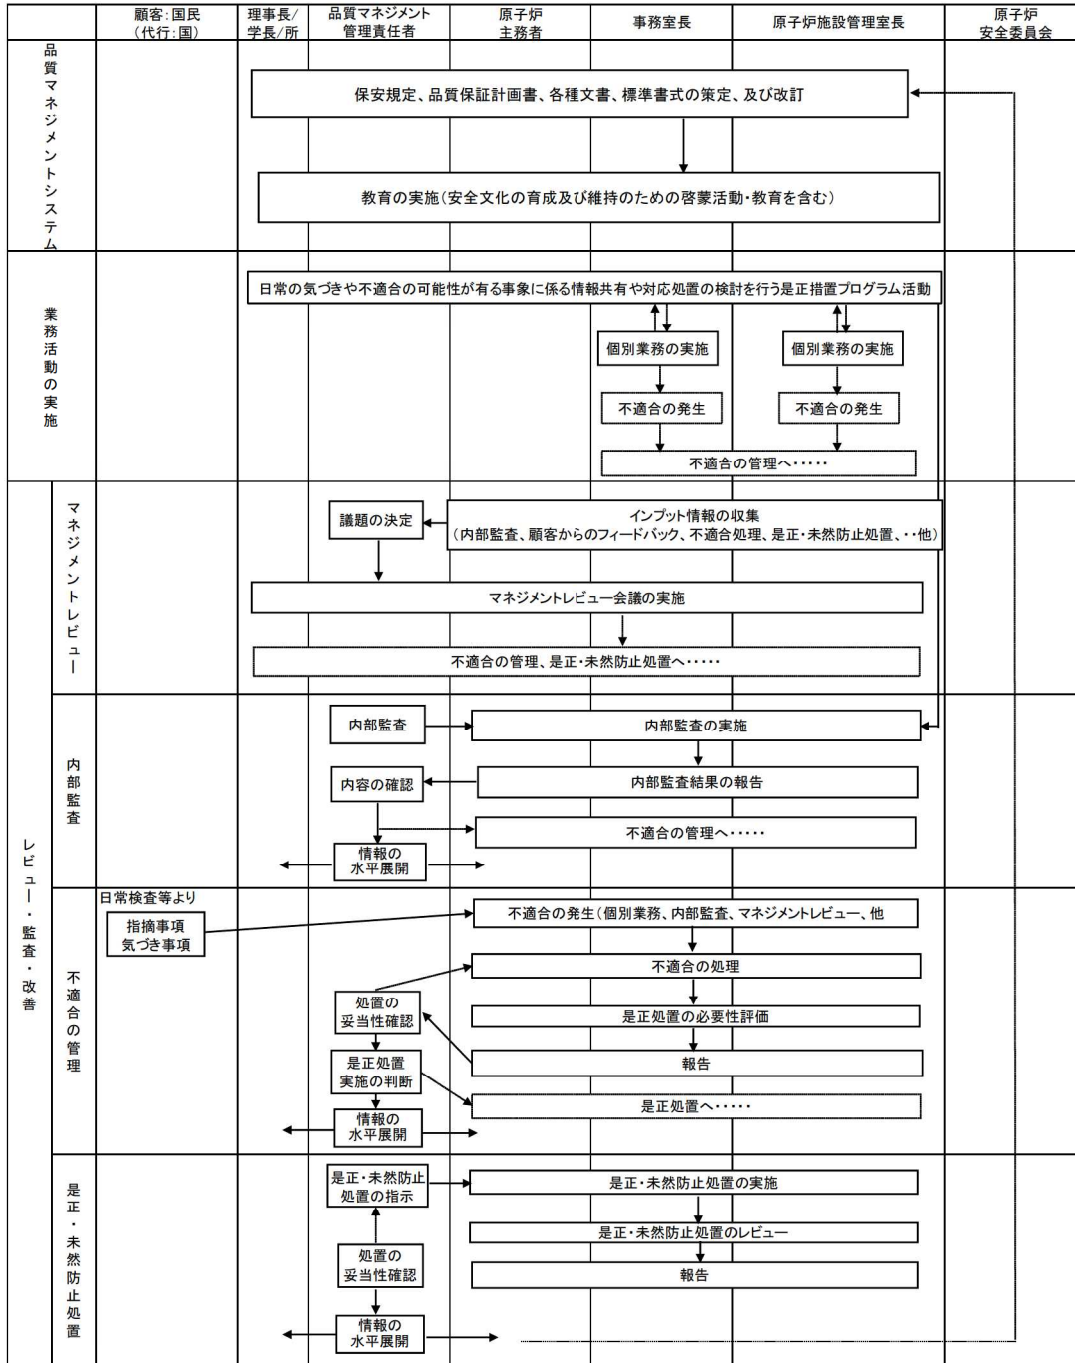 顧客:国民
(代行:国)
理事長/
学長/所
品質マネジメント
管理責任者
原子炉
主務者
事務室長
原子炉施設管理室長
原子炉
安全委員会
品質マネジメントシステム
保安規定、品質保証計画書、各種文書、標準書式の策定、及び改訂
教育の実施(安全文化の育成及び維持のための啓蒙活動・教育を含む)
業務活動の実施
日常の気づきや不適合の可能性が有る事象に係る情報共有や対応処置の検討を行う是正措置プログラム活動
個別業務の実施
個別業務の実施
不適合の発生
不適合の発生
不適合の管理へ・・・・・
レビュー・監査・改善
マネジメントレビュー
議題の決定
インプット情報の収集
(内部監査、顧客からのフィードバック、不適合処理、是正・未然防止処置、・・他)
マネジメントレビュー会議の実施
不適合の管理、是正・未然防止処置へ・・・・・
内部監査
内部監査
内部監査の実施
内容の確認
内部監査結果の報告
不適合の管理へ・・・・・
情報の
水平展開
不適合の管理
日常検査等より
指摘事項
気づき事項
不適合の発生(個別業務、内部監査、マネジメントレビュー、他
不適合の処理
処置の
妥当性確認
是正処置の必要性評価
是正処置
実施の判断
報告
是正処置へ・・・・・
情報の
水平展開
是正・未然防止処置
是正・未然防止
処置の指示
是正・未然防止処置の実施
是正・未然防止処置のレビュー
処置の
妥当性確認
報告
情報の
水平展開